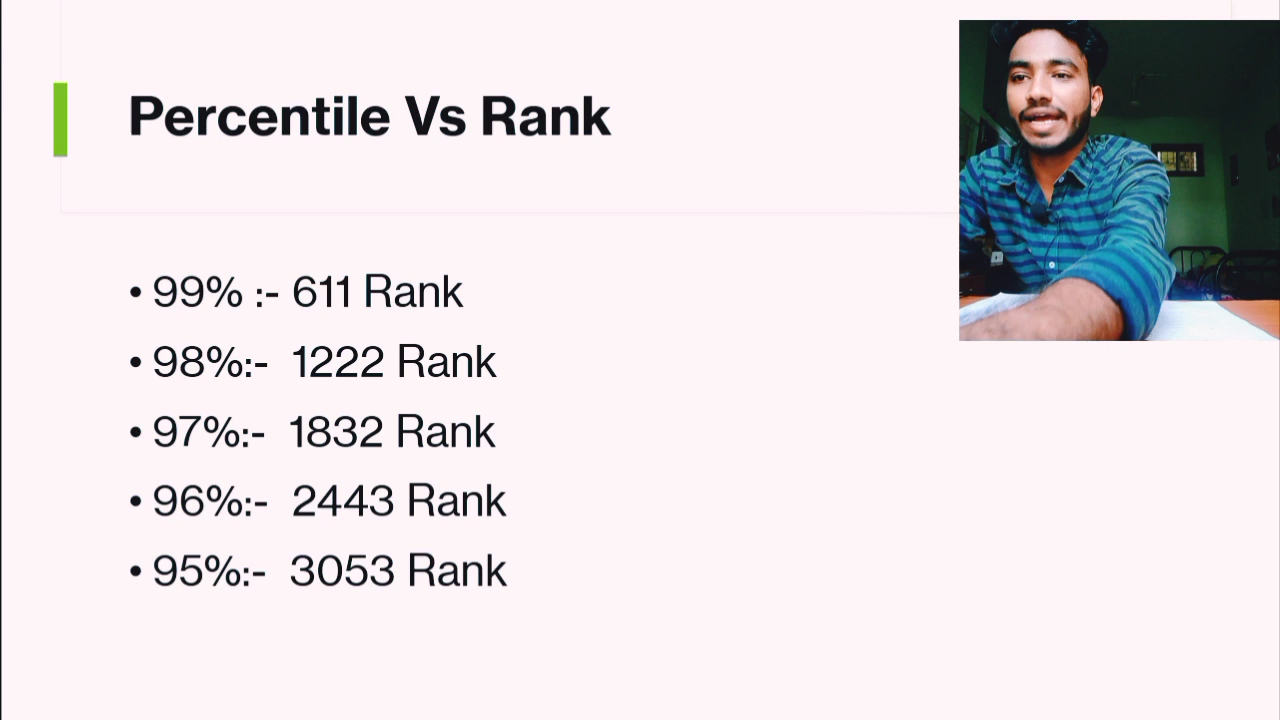 Percentile Vs Rank
• 99% :- 611 Rank
• 98%:- 1222 Rank
• 97%:- 1832 Rank
• 96%:- 2443 Rank
• 95%:- 3053 Rank